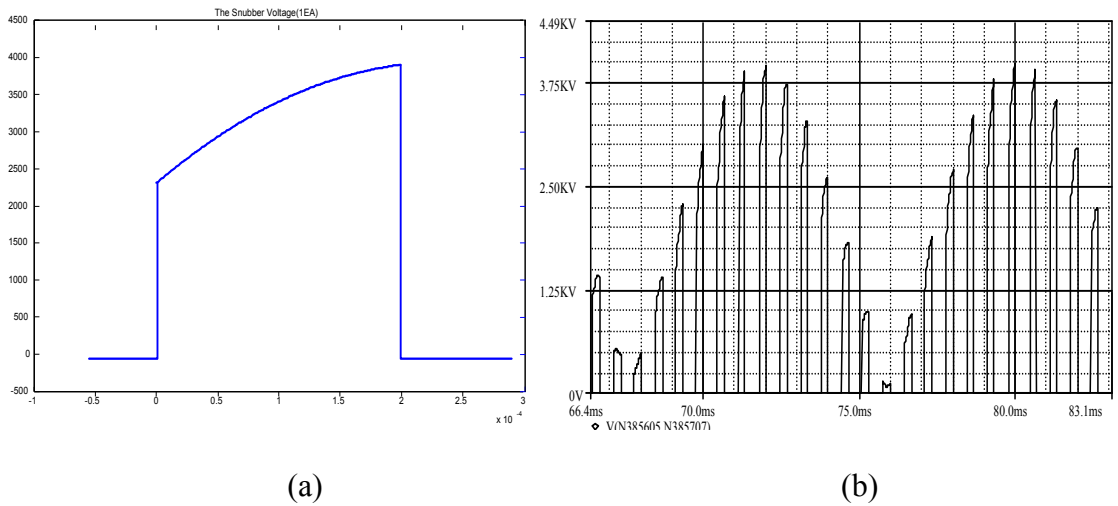 The Snubber Voltage(1EA)
4500
4000
3500
3000
2500
2000
1500
1000
500
0
-500
-1 -0.5 0 0.5 1 1.5 2 2.5 3
x 10 -4
4.49KV
3.75KV
2.50KV
1.25KV
0V
66.4ms 70.0ms 75.0ms 80.0ms 83.1ms
V(N385605,N385707)
(a) (b)